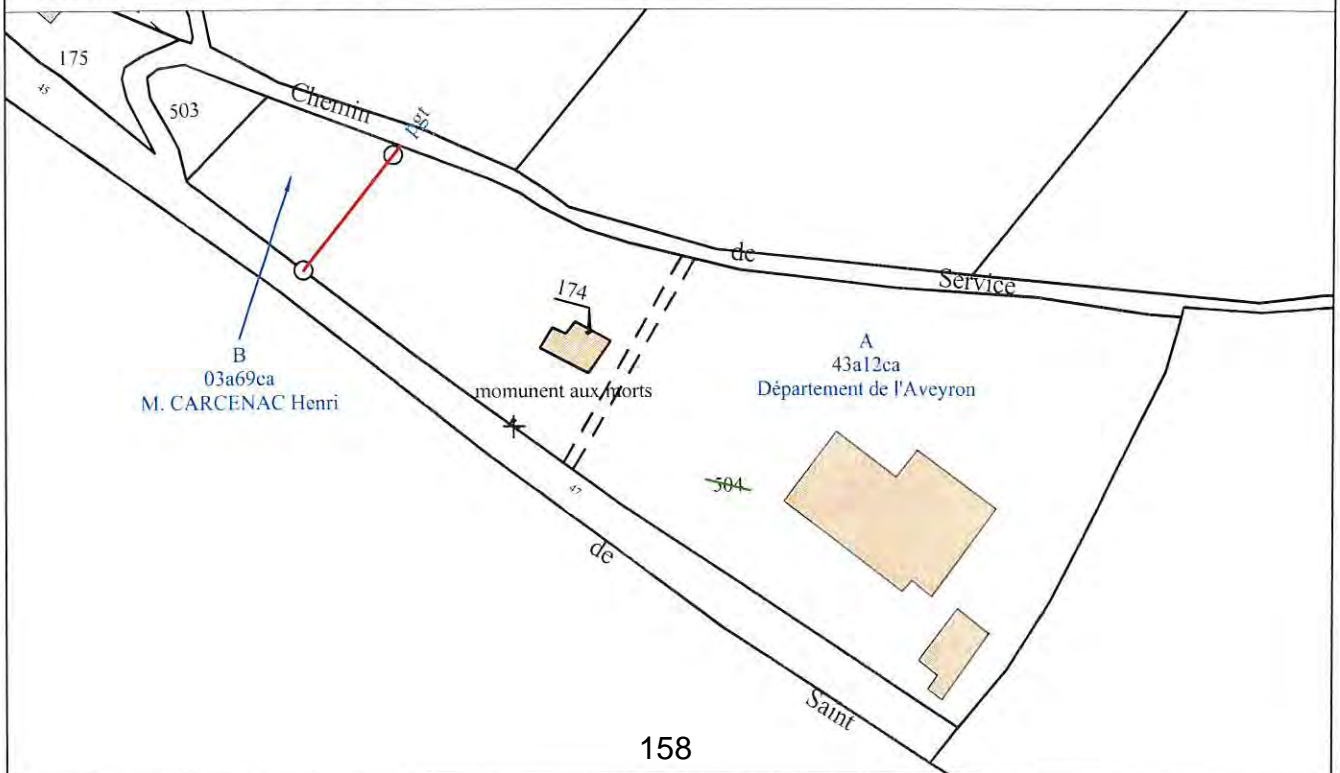 175
45
503
Chemin
pgt
de
Service
174
momunent aux morts
B
03a69ca
M. CARCENAC Henri
A
43a12ca
Département de l'Aveyron
504
47
de
Saint
158